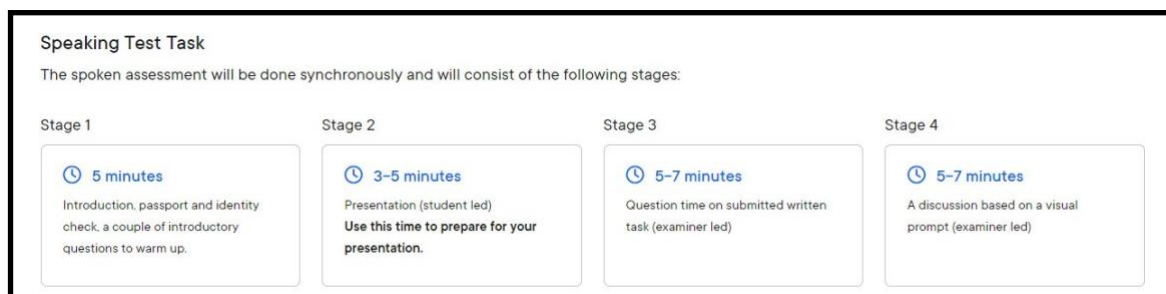 Speaking Test Task
The spoken assessment will be done synchronously and will consist of the following stages:
Stage 1
5 minutes
Introduction, passport and identity
check, a couple of introductory
questions to warm up.
Stage 2
3–5 minutes
Presentation (student led)
Use this time to prepare for your
presentation.
Stage 3
5–7 minutes
Question time on submitted written
task (examiner led)
Stage 4
5–7 minutes
A discussion based on a visual
prompt (examiner led)